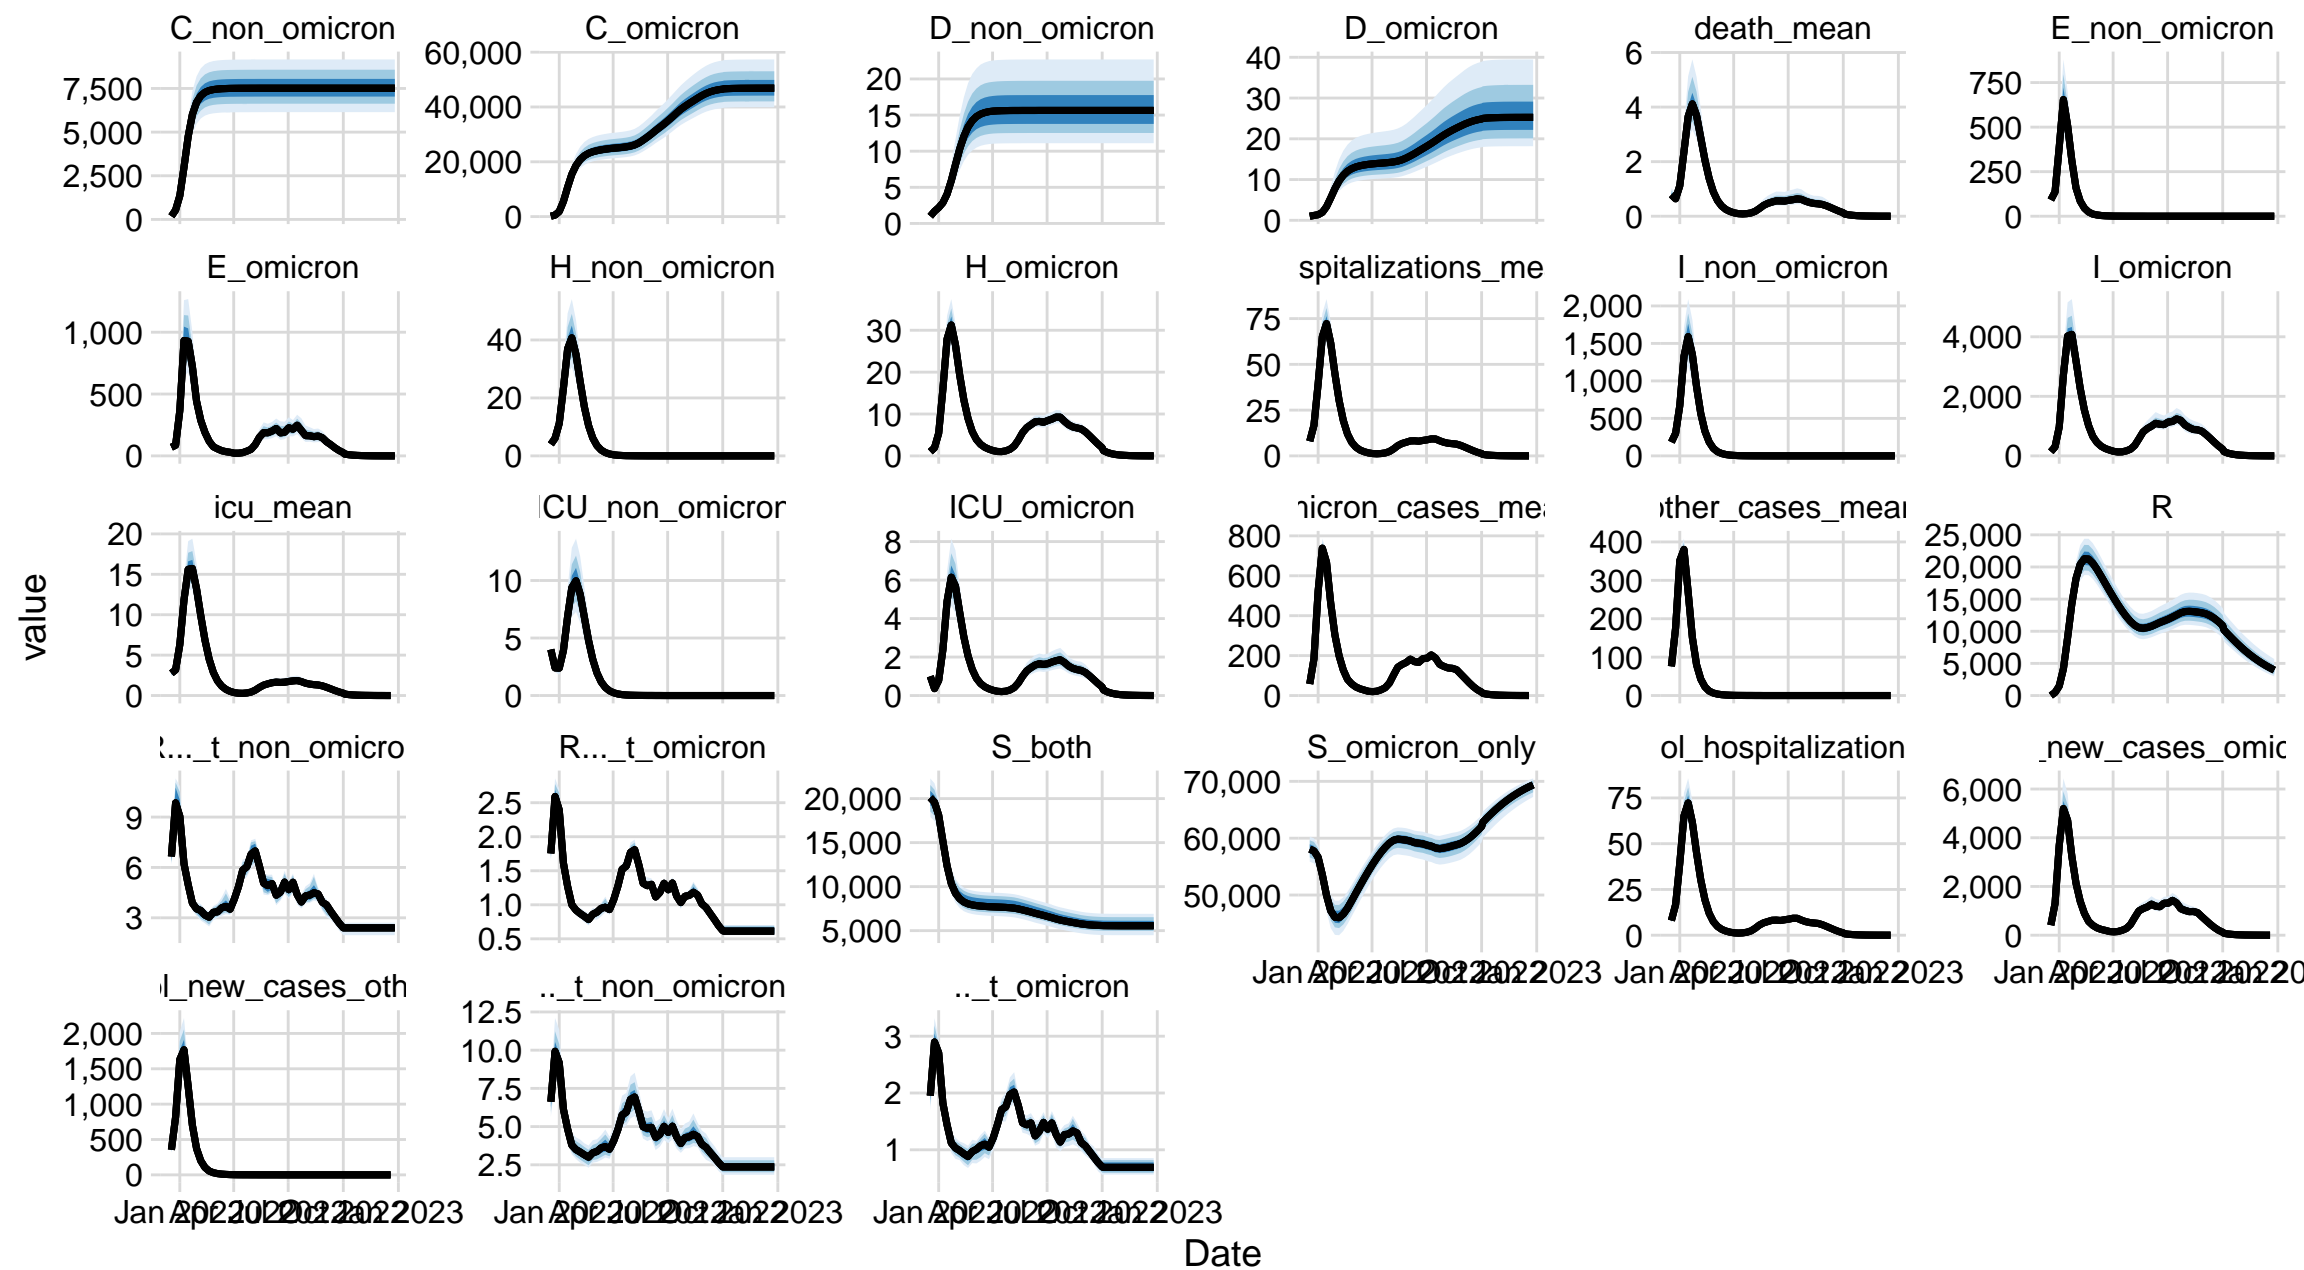 C_non_omicron C_omicron D_non_omicron D_omicron death_mean E_non_omicron
7,500 5,000 2,500 0
60,000 40,000 20,000 0
20 15 10 5 0
40 30 20 10 0
6 4 2 0
750 500 250 0
E_omicron H_non_omicron H_omicron spitalizations_me I_non_omicron I_omicron
1,000 500 0
40 20 0
30 20 10 0
75 50 25 0
2,000 1,500 1,000 500 0
4,000 2,000 0
icu_mean CU_non_omicron ICU_omicron icron_cases_mea ther_cases_mea R
20 15 10 5 0
10 5 0
8 6 4 2 0
800 600 400 200 0
400 300 200 100 0
25,000 20,000 15,000 10,000 5,000 0
..._t_non_omicro R..._t_omicron S_both S_omicron_only ol_hospitalization _new_cases_omic
9 6 3
2.5 2.0 1.5 1.0 0.5
20,000 15,000 10,000 5,000
70,000 60,000 50,000
75 50 25 0
6,000 4,000 2,000 0
l_new_cases_oth .._t_non_omicron .._t_omicron
2,000 1,500 1,000 500 0
12.5 10.0 7.5 5.0 2.5
3 2 1
value
Date